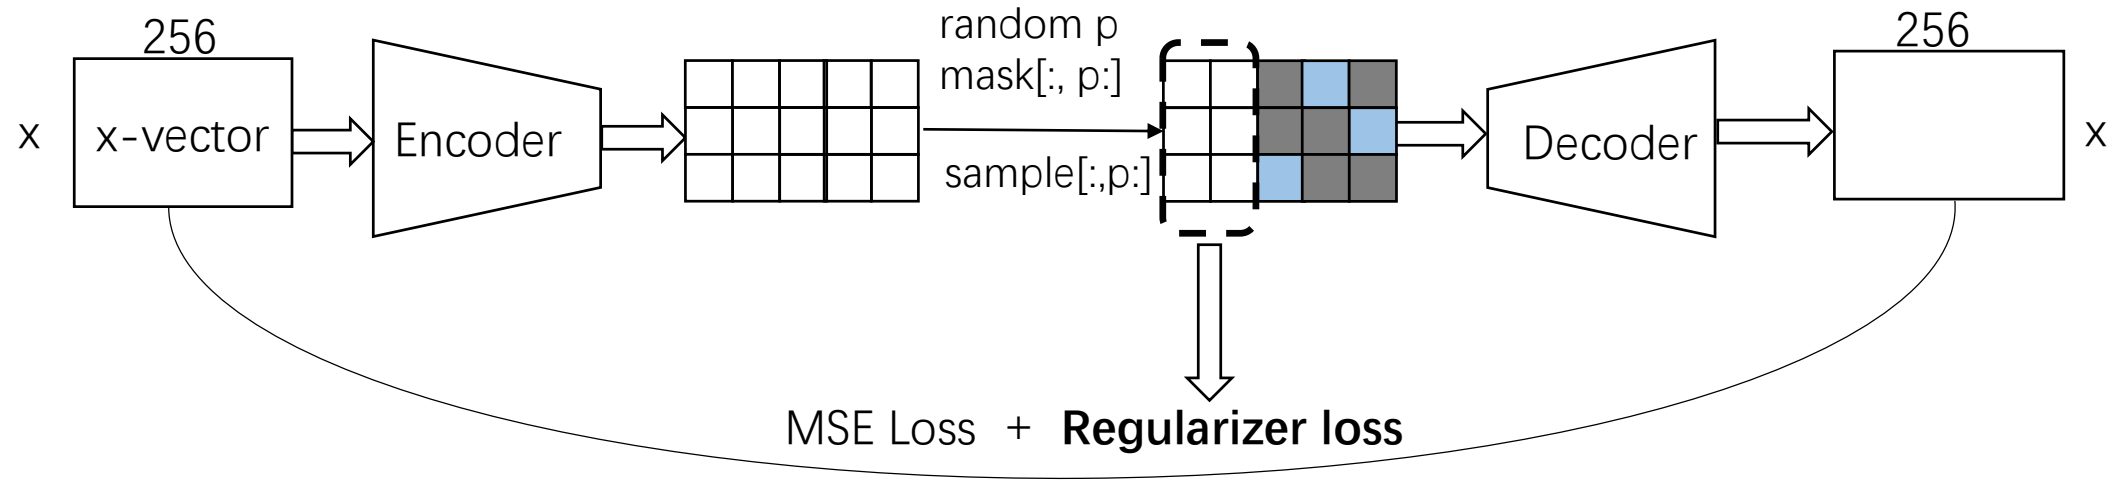 256
random p
256
mask[:, p:]
x
x-vector
Encoder
sample[:,p:]
Decoder
x
MSE Loss + Regularizer loss